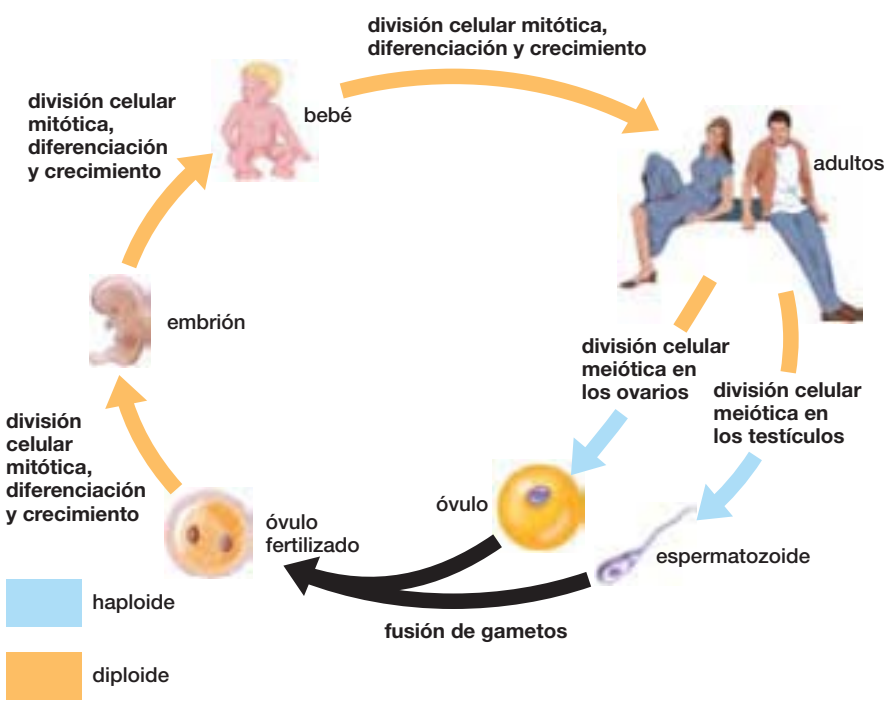 división celular mitótica,
diferenciación y crecimiento
bebé
división celular
mitótica,
diferenciación
y crecimiento
adultos
embrión
división celular
meiótica en
los ovarios
división celular
meiótica en
los testículos
división
celular
mitótica,
diferenciación
y crecimiento
óvulo
fertilizado
óvulo
espermatozoide
fusión de gametos
haploide
diploide